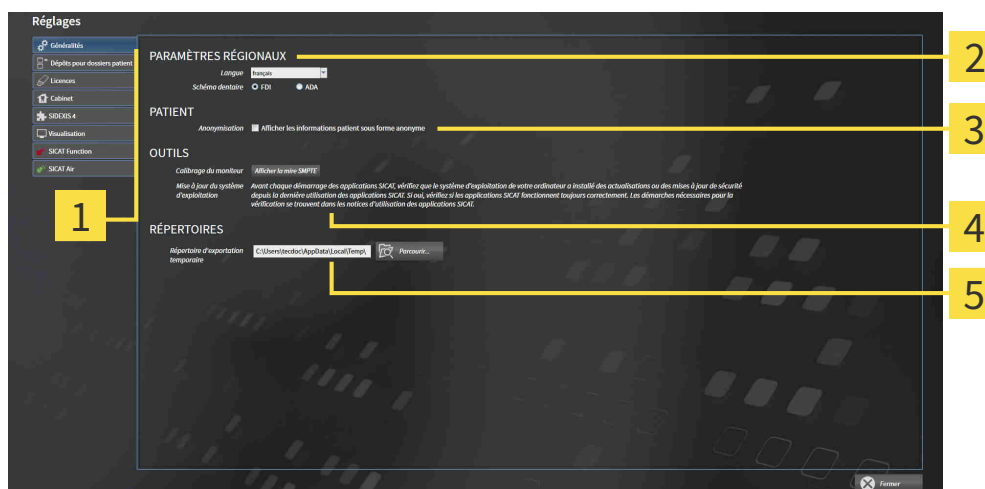 Réglages
Généralités
Dépôts pour dossiers patient
Licences
Cabinet
SIDEXIS 4
Visualisation
SICAT Function
SICAT Air
1
PARAMÈTRES RÉGIONAUX
2
Langue français
Schéma dentaire FDI ADA
PATIENT
Anonymisation Afficher les informations patient sous forme anonyme
3
OUTILS
Calibrage du moniteur Afficher la mire SMPTE
Mise à jour du système d'exploitation
Avant chaque démarrage des applications SICAT, vérifiez que le système d'exploitation de votre ordinateur a installé des actualisations ou des mises à jour de sécurité
depuis la dernière utilisation des applications SICAT. Si oui, vérifiez si les applications SICAT fonctionnent toujours correctement. Les démarches nécessaires pour la
vérification se trouvent dans les notices d'utilisation des applications SICAT.
4
RÉPERTOIRES
Répertoire d'exportation
temporaire
C:\Users\tecdoc\AppData\Local\Temp\ Parcourir...
5
Fermer